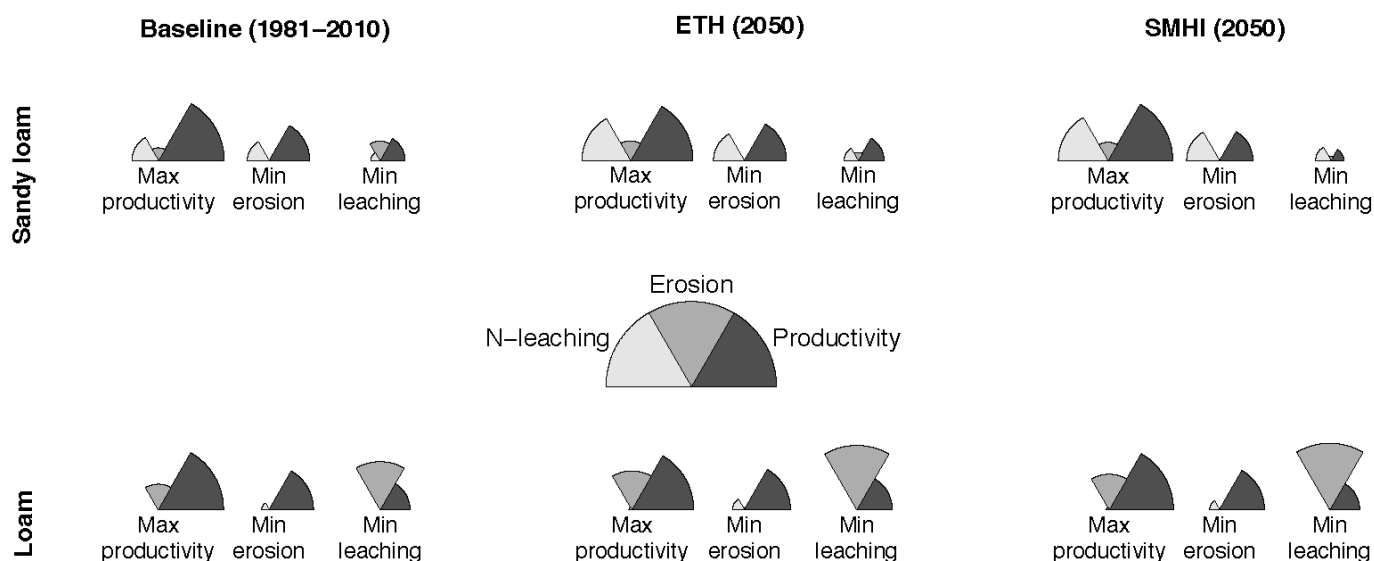 Baseline (1981−2010)
ETH (2050)
SMHI (2050)
Sandy loam
Max
productivity
Min
erosion
Min
leaching
Max
productivity
Min
erosion
Min
leaching
Max
productivity
Min
erosion
Min
leaching
Erosion
N−leaching
Productivity
Loam
Max
productivity
Min
erosion
Min
leaching
Max
productivity
Min
erosion
Min
leaching
Max
productivity
Min
erosion
Min
leaching